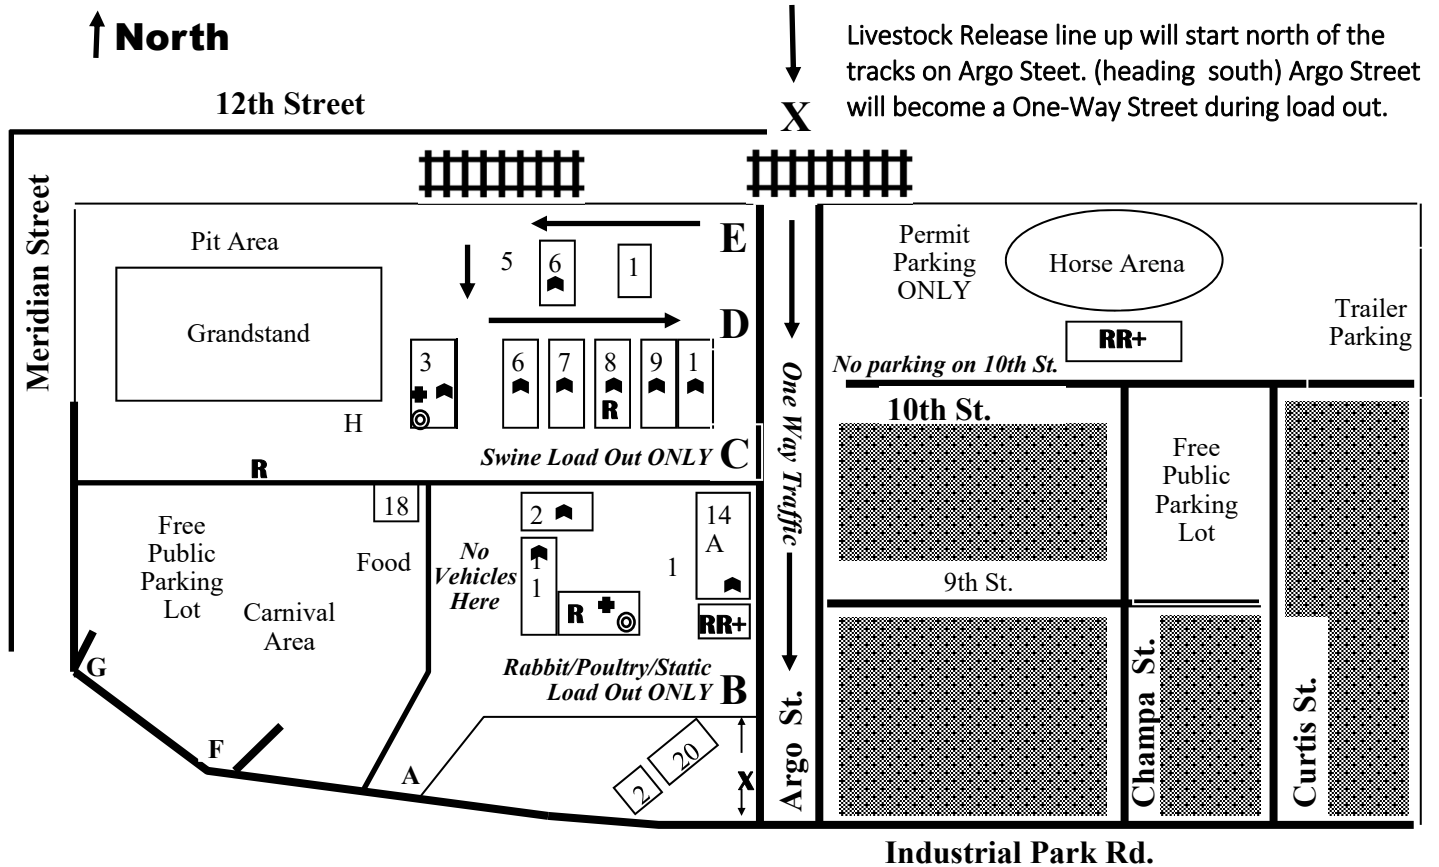 North
Livestock Release line up will start north of the
tracks on Argo Steet. (heading south) Argo Street
will become a One-Way Street during load out.
12th Street
X
Meridian Street
Pit Area
Grandstand
H
R
5
6
1
E
D
3
6
7
8
R
9
1
Swine Load Out ONLY
C
Permit
Parking
ONLY
Horse Arena
RR+
Trailer
Parking
No parking on 10th St.
10th St.
One Way Traffic
Free
Public
Parking
Lot
18
Food
Free
Public
Parking
Lot
Carnival
Area
No
Vehicles
Here
2
1
1
R
14
A
1
RR+
9th St.
Rabbit/Poultry/Static
Load Out ONLY
B
G
F
A
20
2
X
Argo St.
Champa St.
Curtis St.
Industrial Park Rd.